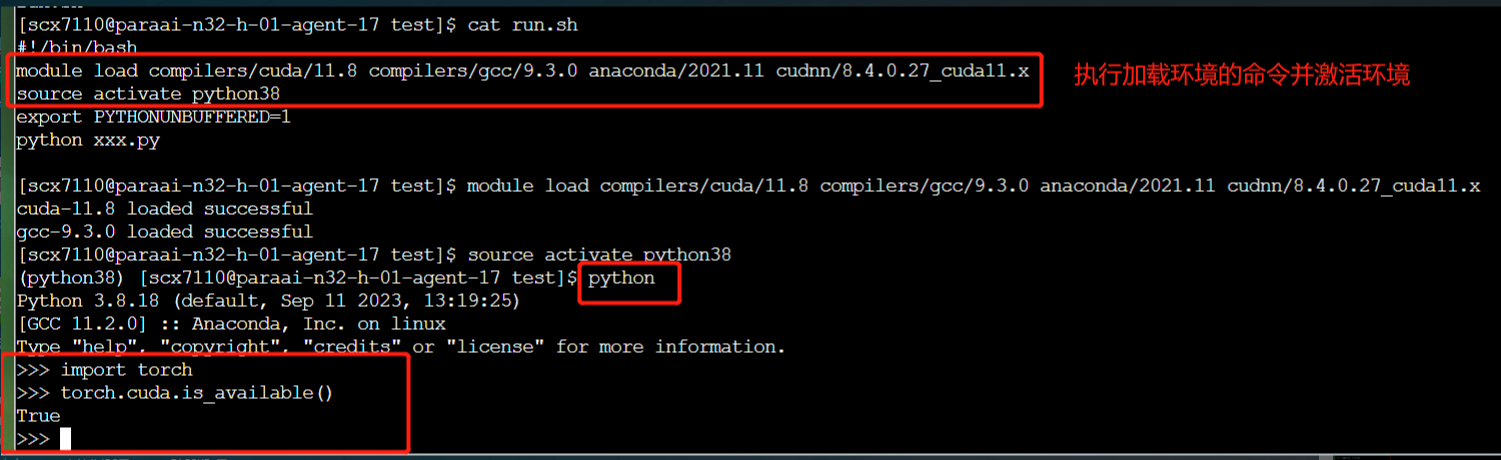 [scx7110@paraai-n32-h-01-agent-17 test]$ cat run.sh
#!/bin/bash
module load compilers/cuda/11.8 compilers/gcc/9.3.0 anaconda/2021.11 cudnn/8.4.0.27_cuda11.x
执行加载环境的命令并激活环境
source activate python38
export PYTHONUNBUFFERED=1
python xxx.py
[scx7110@paraai-n32-h-01-agent-17 test]$ module load compilers/cuda/11.8 compilers/gcc/9.3.0 anaconda/2021.11 cudnn/8.4.0.27_cuda11.x
cuda-11.8 loaded successful
gcc-9.3.0 loaded successful
[scx7110@paraai-n32-h-01-agent-17 test]$ source activate python38
(python38) [scx7110@paraai-n32-h-01-agent-17 test]$ python
Python 3.8.18 (default, Sep 11 2023, 13:19:25)
[GCC 11.2.0] :: Anaconda, Inc. on linux
Type "help", "copyright", "credits" or "license" for more information.
>>> import torch
>>> torch.cuda.is_available()
True
>>>